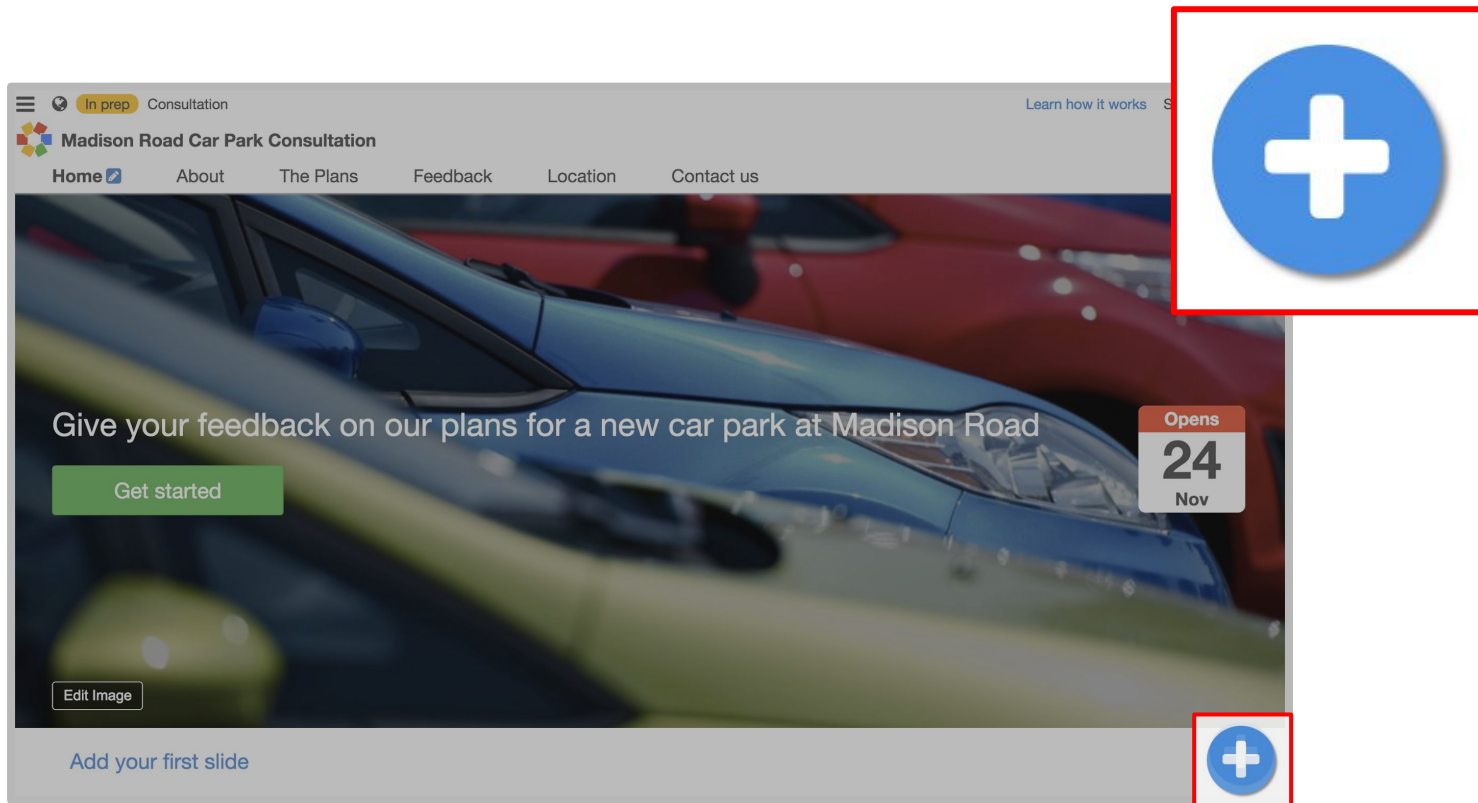 In prep Consultation Learn how it works S
Madison Road Car Park Consultation
Home About The Plans Feedback Location Contact us
Give your feedback on our plans for a new car park at Madison Road
Opens
24
Nov
Get started
Edit Image
Add your first slide